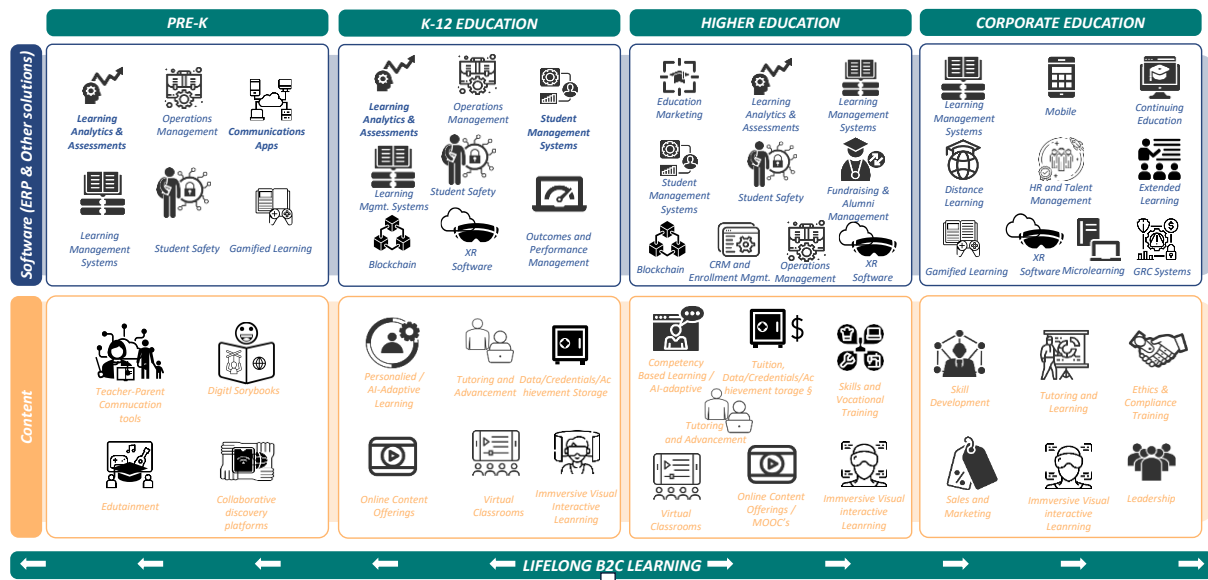 PRE-K
K-12 EDUCATION
HIGHER EDUCATION
CORPORATE EDUCATION
Software (ERP & Other solutions)
Learning
Analytics &
Assessments
Operations
Management
Communications
Apps
Learning
Management
Systems
Student Safety
Gamified Learning
Learning
Analytics &
Assessments
Operations
Management
Student
Management
Systems
Learning
Mgmt. Systems
Student Safety
Outcomes and
Performance
Management
Blockchain
XR
Software
Education
Marketing
Learning
Analytics &
Assessments
Learning
Management
Systems
Student
Management
Systems
Student Safety
Fundraising &
Alumni
Management
Blockchain
CRM and
Enrollment Mgmt.
Operations
Management
XR
Software
Learning
Management
Systems
Mobile
Continuing
Education
Distance
Learning
HR and Talent
Management
Extended
Learning
Gamified Learning
XR
Software
Microlearning
GRC Systems
Content
Teacher-Parent
Commucation
tools
Digitl Sorybooks
Edutainment
Collaborative
discovery
platforms
Personalied /
AI-Adaptive
Learning
Tutoring and
Advancement
Data/Credentials/Ac
hievement Storage
Online Content
Offerings
Virtual
Classrooms
Immversive Visual
Interactive
Learnning
Competency
Based Learning /
AI-adaptive
Tuition,
Data/Credentials/Ac
hievement torage §
$
Skills and
Vocational
Training
Tutoring
and Advancement
Virtual
Classrooms
Online Content
Offerings /
MOOC's
Immversive Visual
interactive
Leanrning
Skill
Development
Tutoring and
Learning
Ethics &
Compliance
Training
Sales and
Marketing
Immversive Visual
interactive
Learnning
Leadership
LIFELONG B2C LEARNING